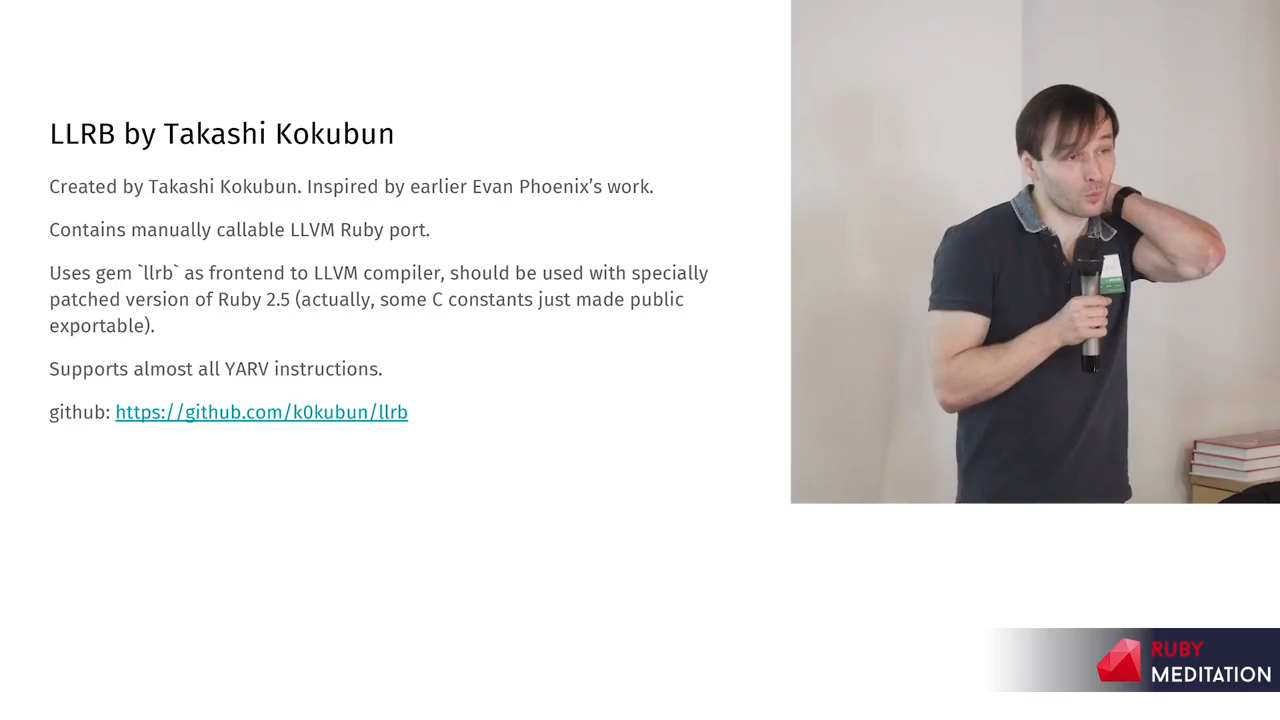 LLRB by Takashi Kokubun
Created by Takashi Kokubun. Inspired by earlier Evan Phoenix’s work.
Contains manually callable LLVM Ruby port.
Uses gem `llrb` as frontend to LLVM compiler, should be used with specially
patched version of Ruby 2.5 (actually, some C constants just made public
exportable).
Supports almost all YARV instructions.
github: https://github.com/k0kubun/llrb
RUBY
MEDITATION